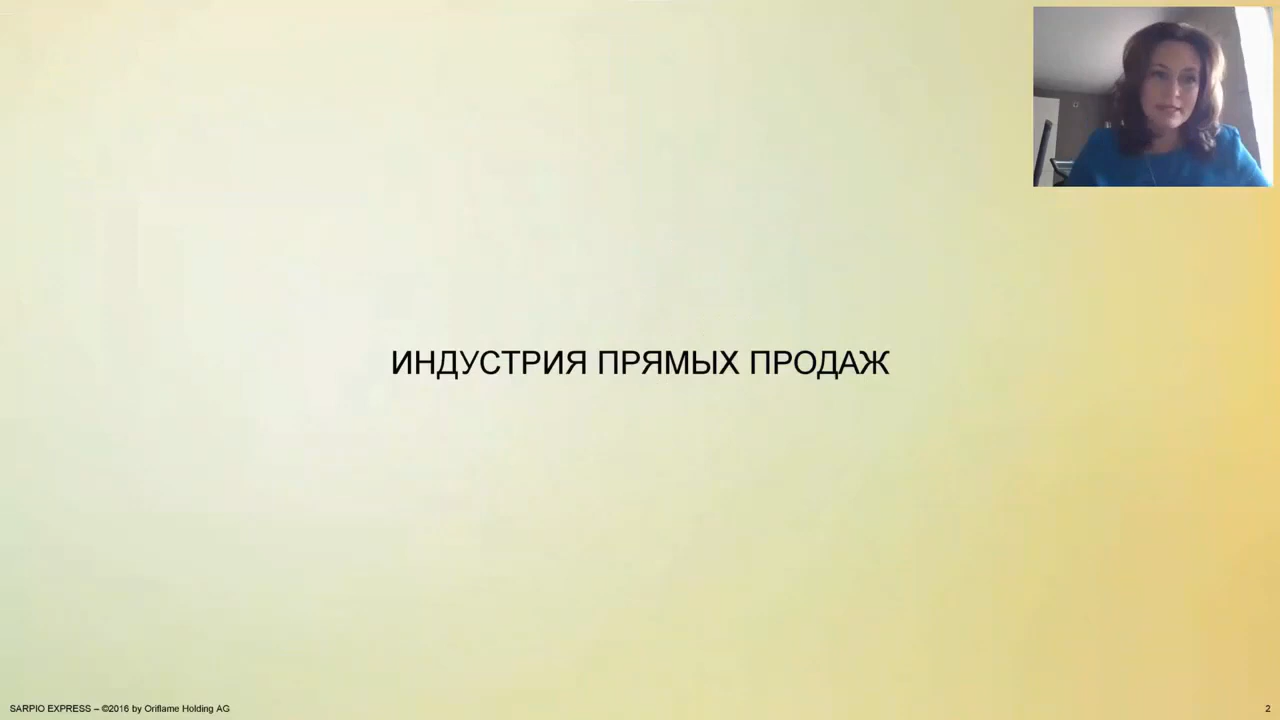 ИНДУСТРИЯ ПРЯМЫХ ПРОДАЖ
SARPIO EXPRESS – ©2016 by Oriflame Holding AG
2